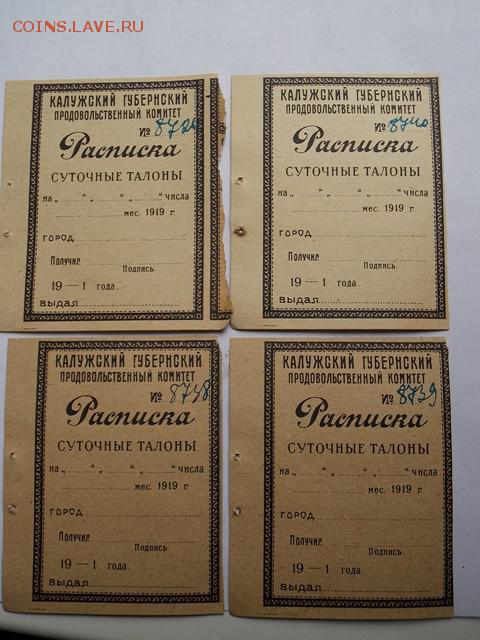 COINS.LAVE.RU
КАЛУЖСКИЙ ГУБЕРНСКИЙ
ПРОДОВОЛЬСТВЕННЫЙ КОМИТЕТ
№
Расписка
СУТОЧНЫЕ ТАЛОНЫ
на „ “ „ “ „ “ числа
мес. 1919 г.
ГОРОД
Получил
Подпись.
19—1 года.
Выдал
КАЛУЖСКИЙ ГУБЕРНСКИЙ
ПРОДОВОЛЬСТВЕННЫЙ КОМИТЕТ
№ 8740
Расписка
СУТОЧНЫЕ ТАЛОНЫ
на „ “ „ “ „ “ числа
мес. 1919 г.
ГОРОД
Получил
Подпись.
19—1 года.
Выдал
КАЛУЖСКИЙ ГУБЕРНСКИЙ
ПРОДОВОЛЬСТВЕННЫЙ КОМИТЕТ
№ 8748
Расписка
СУТОЧНЫЕ ТАЛОНЫ
на „ “ „ “ „ “ числа
мес. 1919 г.
ГОРОД
Получил
Подпись.
19—1 года.
Выдал
КАЛУЖСКИЙ ГУБЕРНСКИЙ
ПРОДОВОЛЬСТВЕННЫЙ КОМИТЕТ
№ 8739
Расписка
СУТОЧНЫЕ ТАЛОНЫ
на „ “ „ “ „ “ числа
мес. 1919 г.
ГОРОД
Получил
Подпись.
19—1 года.
Выдал